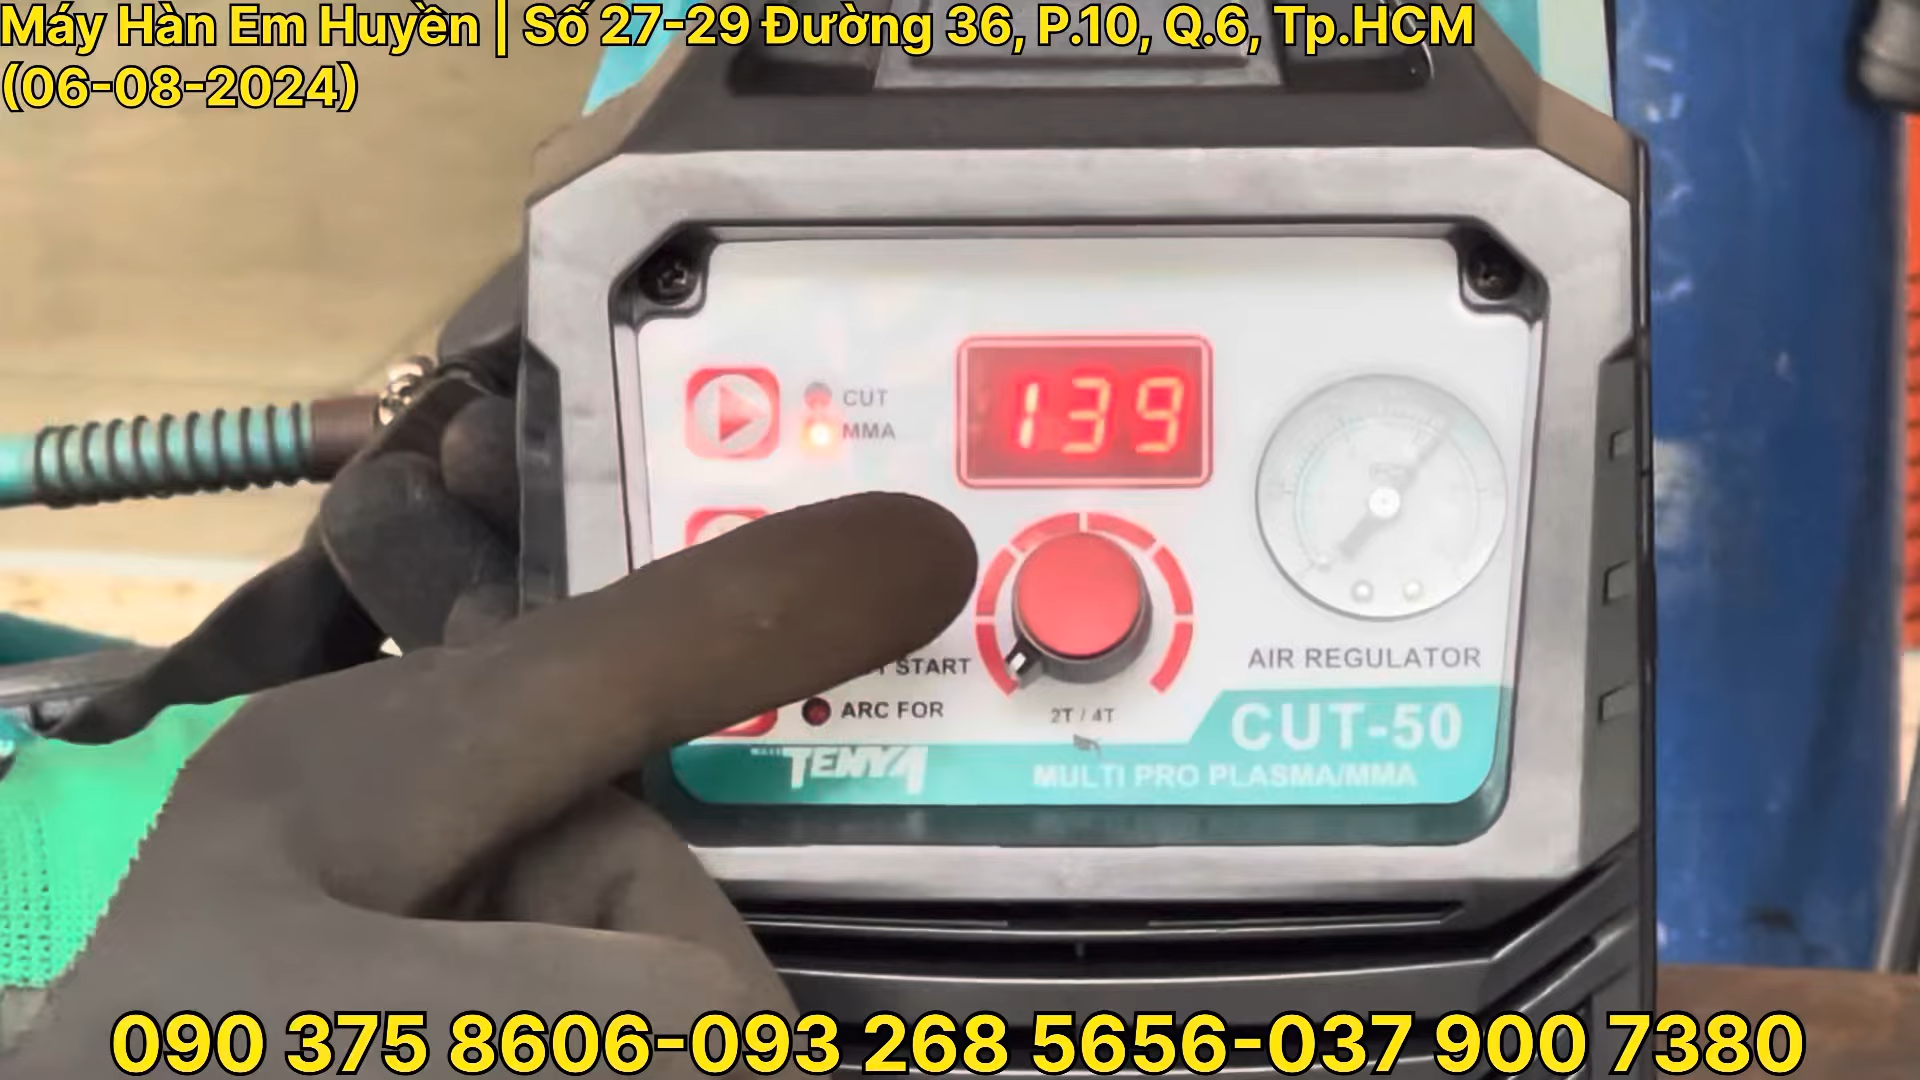 Máy Hàn Em Huyền | Số 27-29 Đường 36, P.10, Q.6, Tp.HCM
(06-08-2024)
CUT
MMA
139
START
ARC FOR
2T / 4T
AIR REGULATOR
CUT-50
TENYA
MULTI PRO PLASMA/MMA
090 375 8606-093 268 5656-037 900 7380